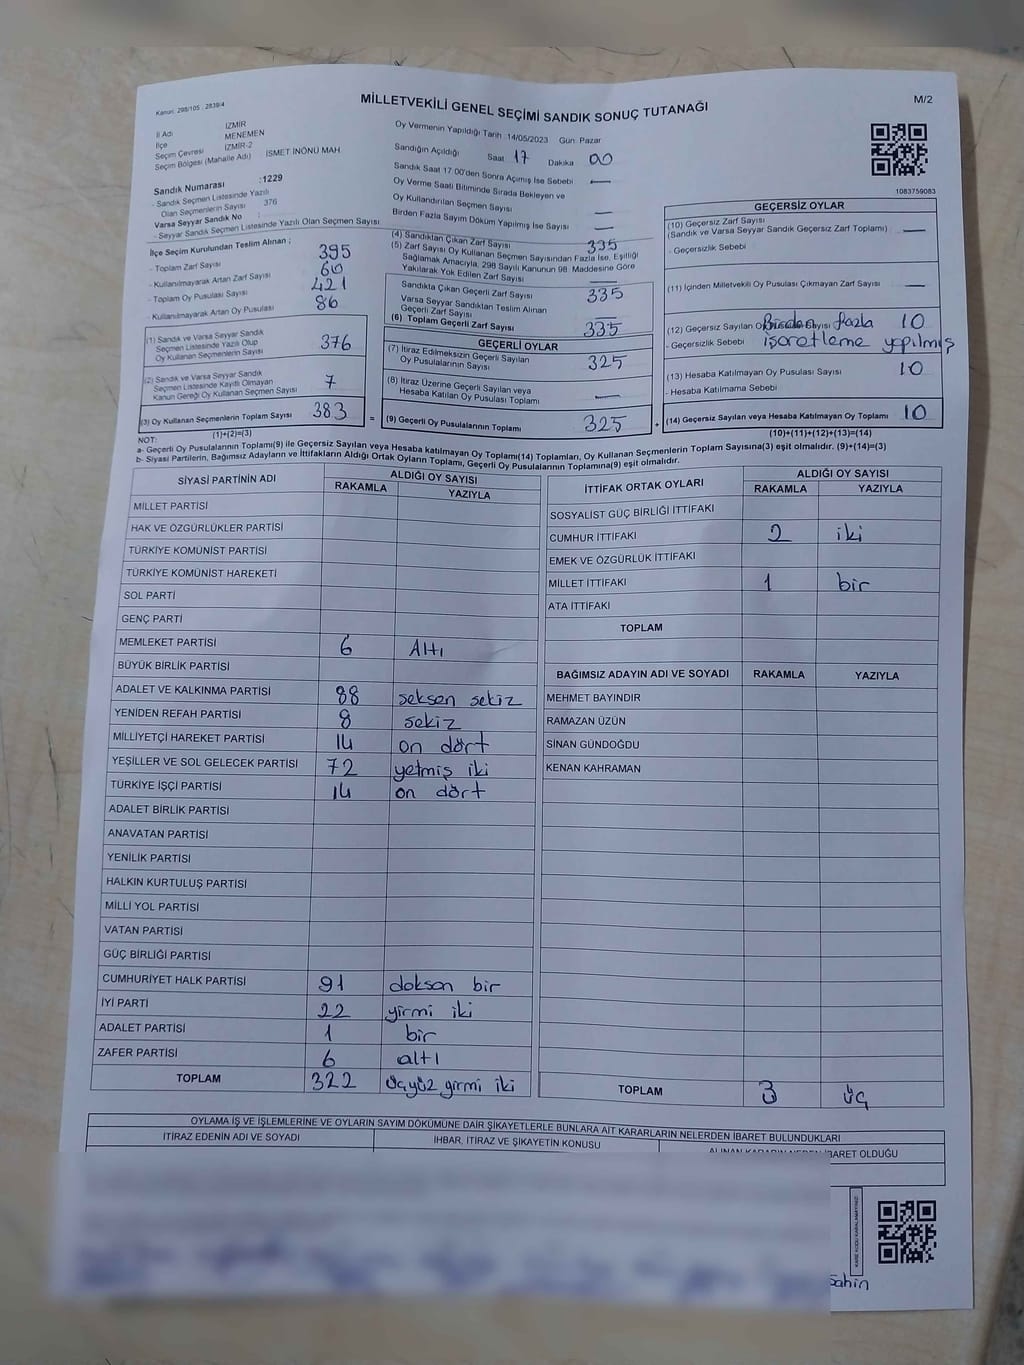 Kanun: 298/105 , 2839/4
MİLLETVEKİLİ GENEL SEÇİMİ SANDIK SONUÇ TUTANAĞI
M/2
İl Adı İZMİR
İlçe MENEMEN
Seçim Çevresi İZMİR-2
Seçim Bölgesi (Mahalle Adı) İSMET İNÖNÜ MAH
Sandık Numarası :1229
- Sandık Seçmen Listesinde Yazılı
Olan Seçmenlerin Sayısı 376
Varsa Seyyar Sandık No :
- Seyyar Sandık Seçmen Listesinde Yazılı Olan Seçmen Sayısı
İlçe Seçim Kurulundan Teslim Alınan ;
- Toplam Zarf Sayısı 395
- Kullanılmayarak Artan Zarf Sayısı 60
- Toplam Oy Pusulası Sayısı 421
- Kullanılmayarak Artan Oy Pusulası 86
(1) Sandık ve Varsa Seyyar Sandık
Seçmen Listesinde Yazılı Olup
Oy Kullanan Seçmenlerin Sayısı 376
(2) Sandık ve Varsa Seyyar Sandık
Seçmen Listesinde Kayıtlı Olmayan
Kanun Gereği Oy Kullanan Seçmen Sayısı 7
(3) Oy Kullanan Seçmenlerin Toplam Sayısı 383
(1)+(2)=(3)
Oy Vermenin Yapıldığı Tarih :14/05/2023 Gün: Pazar
Sandığın Açıldığı Saat 17 Dakika 00
Sandık Saat 17:00'den Sonra Açılmış İse Sebebi —
Oy Verme Saati Bitiminde Sırada Bekleyen ve
Oy Kullandırılan Seçmen Sayısı —
Birden Fazla Sayım Döküm Yapılmış İse Sayısı —
(4) Sandıktan Çıkan Zarf Sayısı 335
(5) Zarf Sayısı Oy Kullanan Seçmen Sayısından Fazla İse, Eşitliği
Sağlamak Amacıyla, 298 Sayılı Kanunun 98. Maddesine Göre
Yakılarak Yok Edilen Zarf Sayısı —
Sandıkta Çıkan Geçerli Zarf Sayısı 335
Varsa Seyyar Sandıktan Teslim Alınan
Geçerli Zarf Sayısı —
(6) Toplam Geçerli Zarf Sayısı 335
GEÇERLİ OYLAR
(7) İtiraz Edilmeksizin Geçerli Sayılan
Oy Pusulalarının Sayısı 325
(8) İtiraz Üzerine Geçerli Sayılan veya
Hesaba Katılan Oy Pusulası Toplamı —
= (9) Geçerli Oy Pusulalarının Toplamı 325 +
1083759083
GEÇERSİZ OYLAR
(10) Geçersiz Zarf Sayısı
(Sandık ve Varsa Seyyar Sandık Geçersiz Zarf Toplamı) —
- Geçersizlik Sebebi
(11) İçinden Milletvekili Oy Pusulası Çıkmayan Zarf Sayısı —
(12) Geçersiz Sayılan Sayısı Birden fazla 10
- Geçersizlik Sebebi işaretleme yapılmış
(13) Hesaba Katılmayan Oy Pusulası Sayısı 10
- Hesaba Katılmama Sebebi
(14) Geçersiz Sayılan veya Hesaba Katılmayan Oy Toplamı 10
(10)+(11)+(12)+(13)=(14)
NOT:
a- Geçerli Oy Pusulaları Toplamı(9) ile Geçersiz Sayılan veya Hesaba katılmayan Oy Toplamı(14) Toplamları, Oy Kullanan Seçmenlerin Toplam Sayısına(3) eşit olmalıdır. (9)+(14)=(3)
b- Siyasi Partilerin, Bağımsız Adayların ve İttifakların Aldığı Ortak Oyların Toplamı, Geçerli Oy Pusulalarının Toplamına(9) eşit olmalıdır.
SİYASİ PARTİNİN ADI ALDIĞI OY SAYISI
RAKAMLA YAZIYLA
MİLLET PARTİSİ
HAK VE ÖZGÜRLÜKLER PARTİSİ
TÜRKİYE KOMÜNİST PARTİSİ
TÜRKİYE KOMÜNİST HAREKETİ
SOL PARTİ
GENÇ PARTİ
MEMLEKET PARTİSİ 6 Altı
BÜYÜK BİRLİK PARTİSİ
ADALET VE KALKINMA PARTİSİ 88 seksen sekiz
YENİDEN REFAH PARTİSİ 8 sekiz
MİLLİYETÇİ HAREKET PARTİSİ 14 on dört
YEŞİLLER VE SOL GELECEK PARTİSİ 72 yetmiş iki
TÜRKİYE İŞÇİ PARTİSİ 14 on dört
ADALET BİRLİK PARTİSİ
ANAVATAN PARTİSİ
YENİLİK PARTİSİ
HALKIN KURTULUŞ PARTİSİ
MİLLİ YOL PARTİSİ
VATAN PARTİSİ
GÜÇ BİRLİĞİ PARTİSİ
CUMHURİYET HALK PARTİSİ 91 doksan bir
İYİ PARTİ 22 yirmi iki
ADALET PARTİSİ 1 bir
ZAFER PARTİSİ 6 altı
TOPLAM 322 üçyüz yirmi iki
İTTİFAK ORTAK OYLARI ALDIĞI OY SAYISI
RAKAMLA YAZIYLA
SOSYALİST GÜÇ BİRLİĞİ İTTİFAKI
CUMHUR İTTİFAKI 2 iki
EMEK VE ÖZGÜRLÜK İTTİFAKI
MİLLET İTTİFAKI 1 bir
ATA İTTİFAKI
TOPLAM
BAĞIMSIZ ADAYIN ADI VE SOYADI RAKAMLA YAZIYLA
MEHMET BAYINDIR
RAMAZAN ÜZÜN
SİNAN GÜNDOĞDU
KENAN KAHRAMAN
TOPLAM 3 üç
OYLAMA İŞ VE İŞLEMLERİNE VE OYLARIN SAYIM DÖKÜMÜNE DAİR ŞİKAYETLERLE BUNLARA AİT KARARLARIN NELERDEN İBARET BULUNDUKLARI
İTİRAZ EDENİN ADI VE SOYADI İHBAR, İTİRAZ VE ŞİKAYETİN KONUSU ALINAN KARARIN NEDEN İBARET OLDUĞU
KARE KODU KARALAMAYINIZ!
Şahin